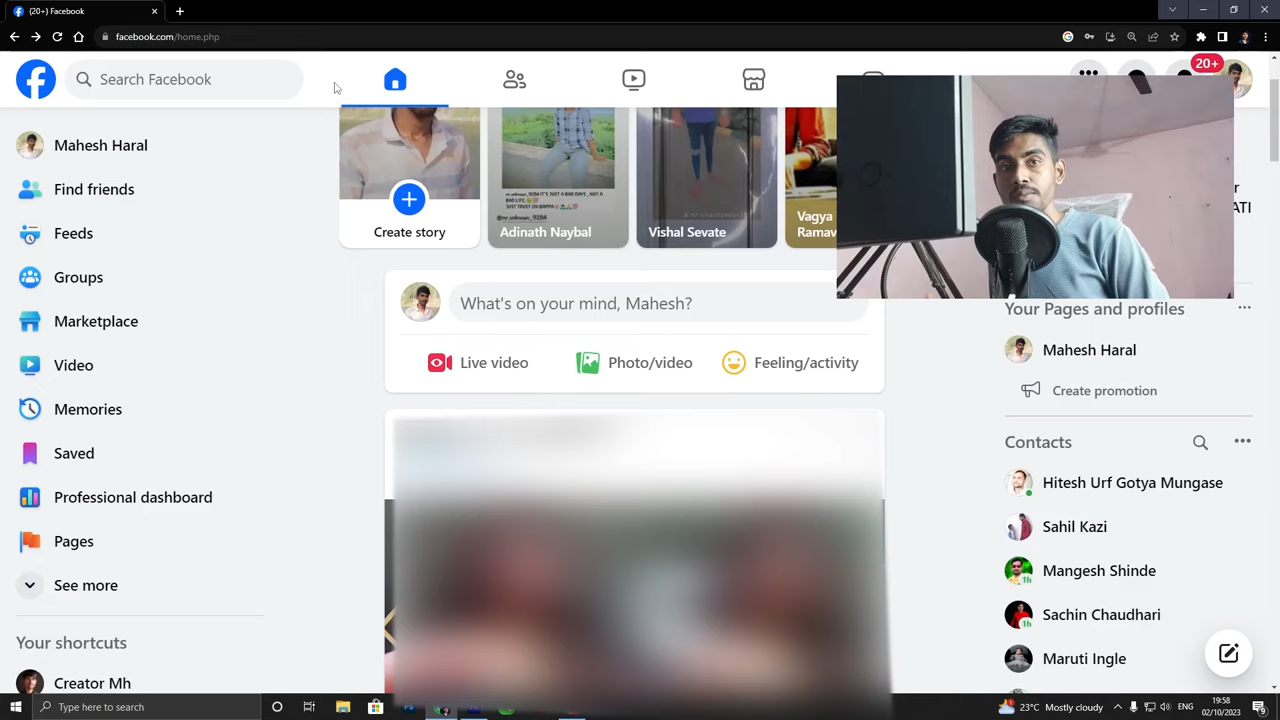 (20+) Facebook
facebook.com/home.php
Search Facebook
20+
Mahesh Haral
Find friends
Feeds
Groups
Marketplace
Video
Memories
Saved
Professional dashboard
Pages
See more
Your shortcuts
Creator Mh
Create story
Adinath Naybal
Vishal Sevate
Vagya
Ramav
What's on your mind, Mahesh?
Live video
Photo/video
Feeling/activity
Your Pages and profiles
Mahesh Haral
Create promotion
Contacts
Hitesh Urf Gotya Mungase
Sahil Kazi
Mangesh Shinde
1h
Sachin Chaudhari
1h
Maruti Ingle
Type here to search
23°C Mostly cloudy
ENG
19:58
02/10/2023